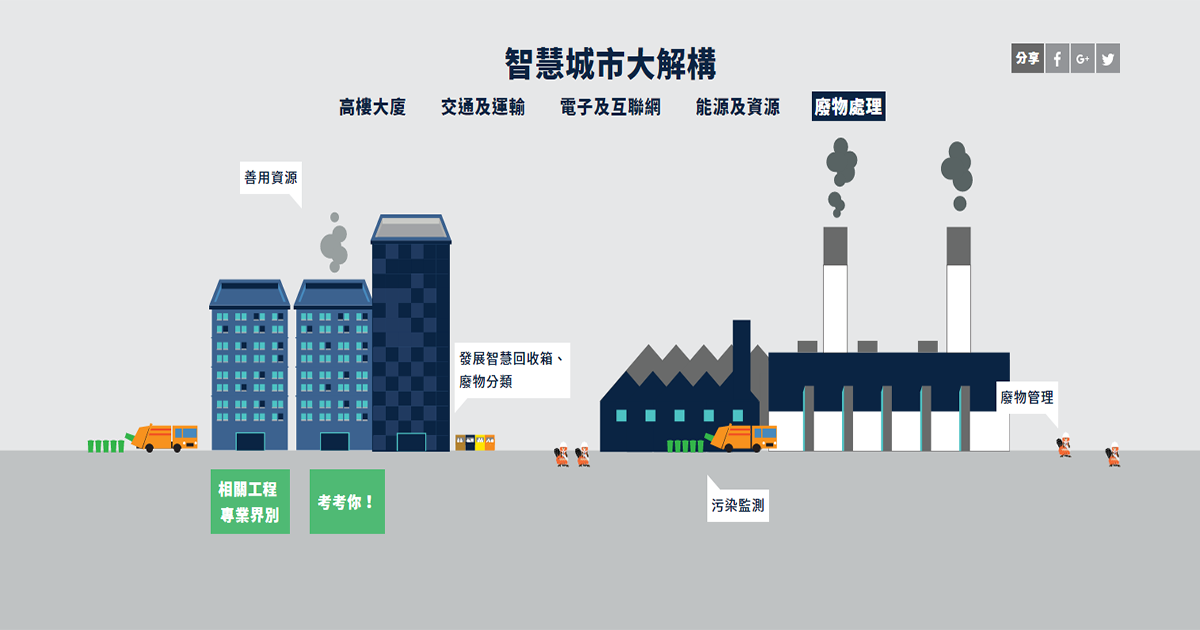 智慧城市大解構
分享
高樓大廈 交通及運輸 電子及互聯網 能源及資源 廢物處理
善用資源
發展智慧回收箱、
廢物分類
廢物管理
相關工程
專業界別
考考你！
污染監測